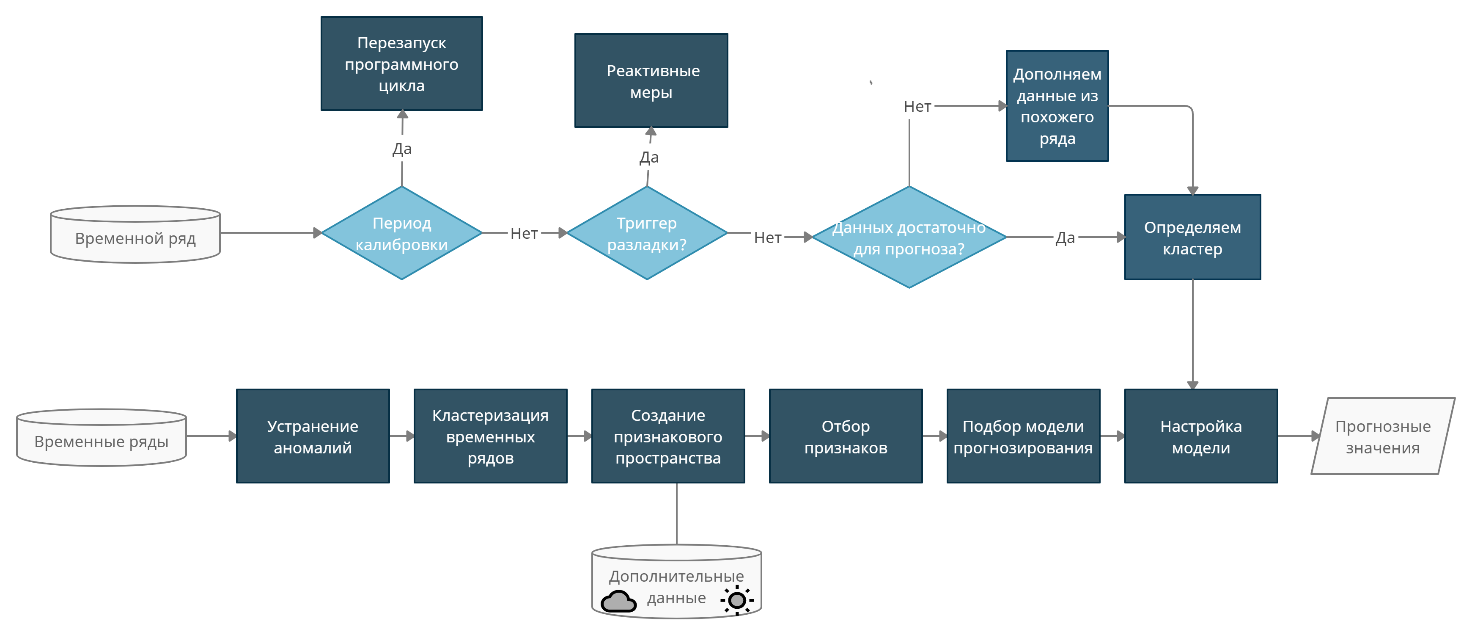 Перезапуск
программного
цикла
Реактивные
меры
Дополняем
данные из
похожего
ряда
Нет
Да
Да
Временной ряд
Период
калибровки
Нет
Триггер
разладки?
Нет
Данных достаточно
для прогноза?
Да
Определяем
кластер
Временные ряды
Устранение
аномалий
Кластеризация
временных
рядов
Создание
признакового
пространства
Отбор
признаков
Подбор модели
прогнозирования
Настройка
модели
Прогнозные
значения
Дополнительные
данные